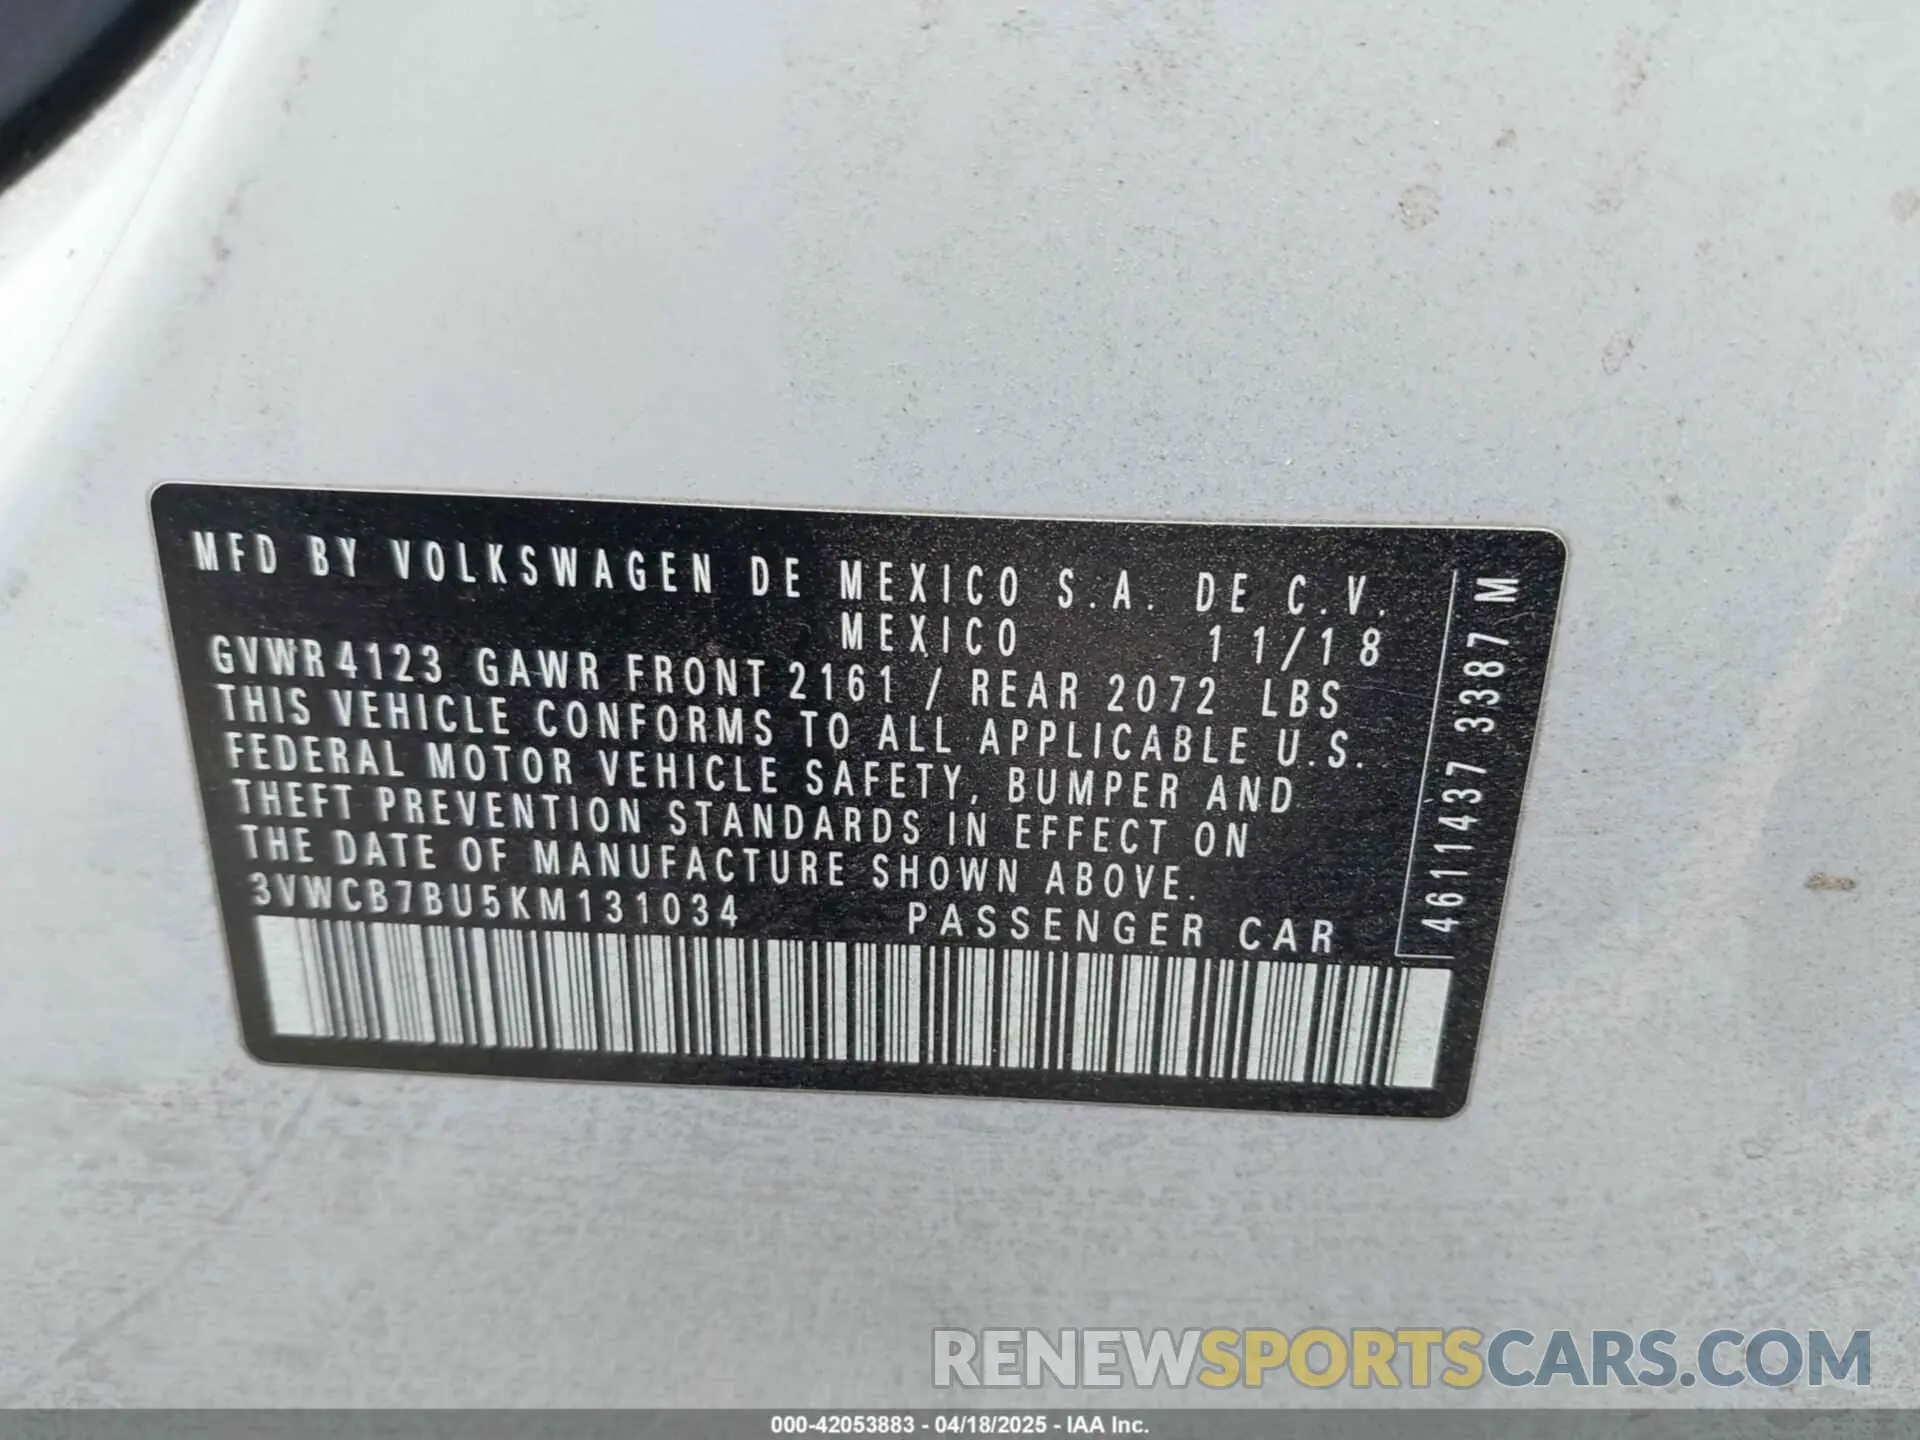 MFD BY VOLKSWAGEN DE MEXICO S.A. DE C.V.
MEXICO 11/18
GVWR 4123 GAWR FRONT 2161 / REAR 2072 LBS
THIS VEHICLE CONFORMS TO ALL APPLICABLE U.S.
FEDERAL MOTOR VEHICLE SAFETY, BUMPER AND
THEFT PREVENTION STANDARDS IN EFFECT ON
THE DATE OF MANUFACTURE SHOWN ABOVE.
3VWCB7BU5KM131034 PASSENGER CAR
4611437 3387 M
RENEWSPORTSCARS.COM
000-42053883 - 04/18/2025 - IAA Inc.